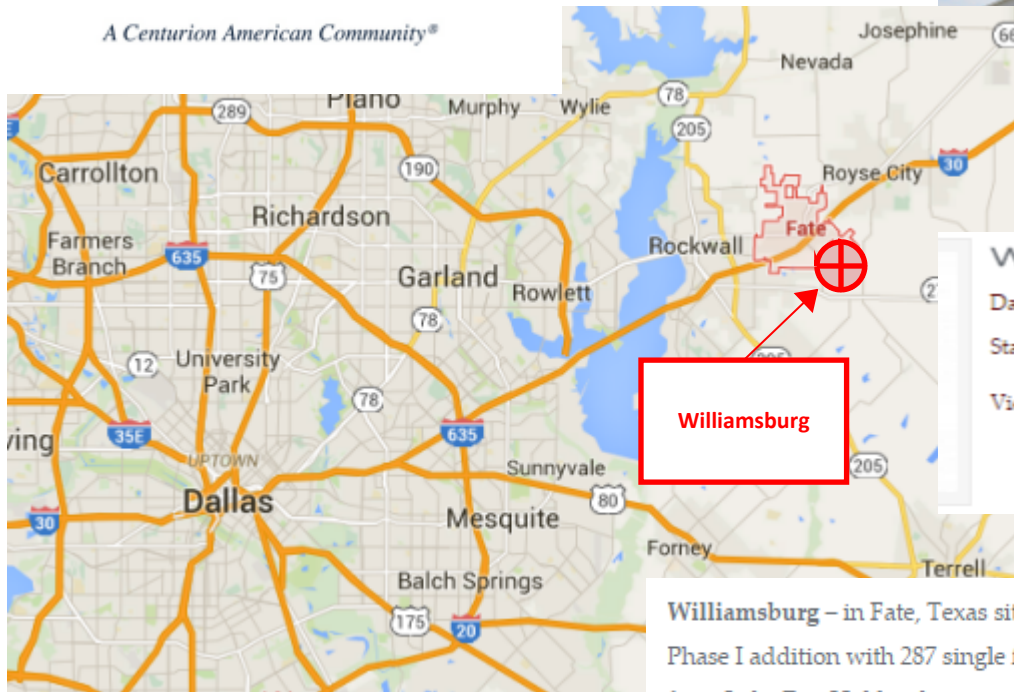 A Centurion American Community®
Josephine
Nevada
Plano
Murphy
Wylie
78
289
205
Carrollton
190
Royse City
30
Richardson
Fate
Farmers
Branch
635
Rockwall
75
Garland
Rowlett
78
12
University
Park
205
Williamsburg
78
35E
635
UPTOWN
Sunnyvale
205
Dallas
80
30
Mesquite
Forney
Terrell
Balch Springs
175
20
Williamsburg – in Fate, Texas
Phase I addition with 287 single